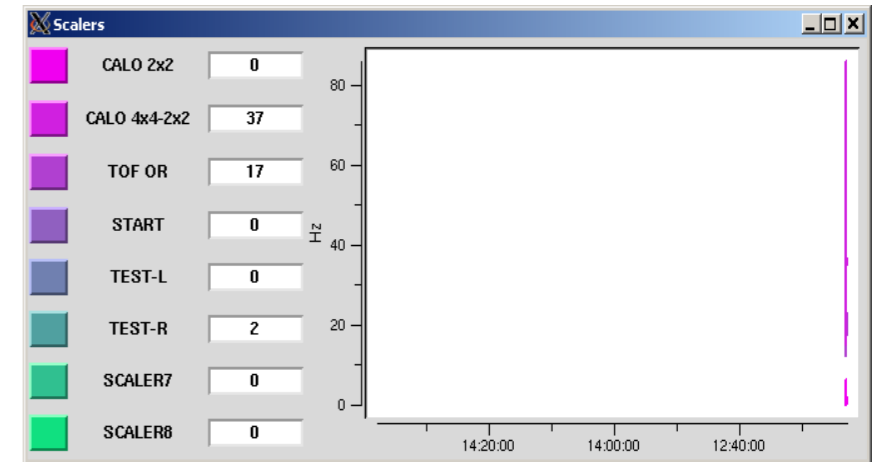 Scalers
CALO 2x2 0
CALO 4x4-2x2 37
TOF OR 17
START 0
TEST-L 0
TEST-R 2
SCALER7 0
SCALER8 0
Hz
80
60
40
20
0
14:20:00 14:00:00 12:40:00